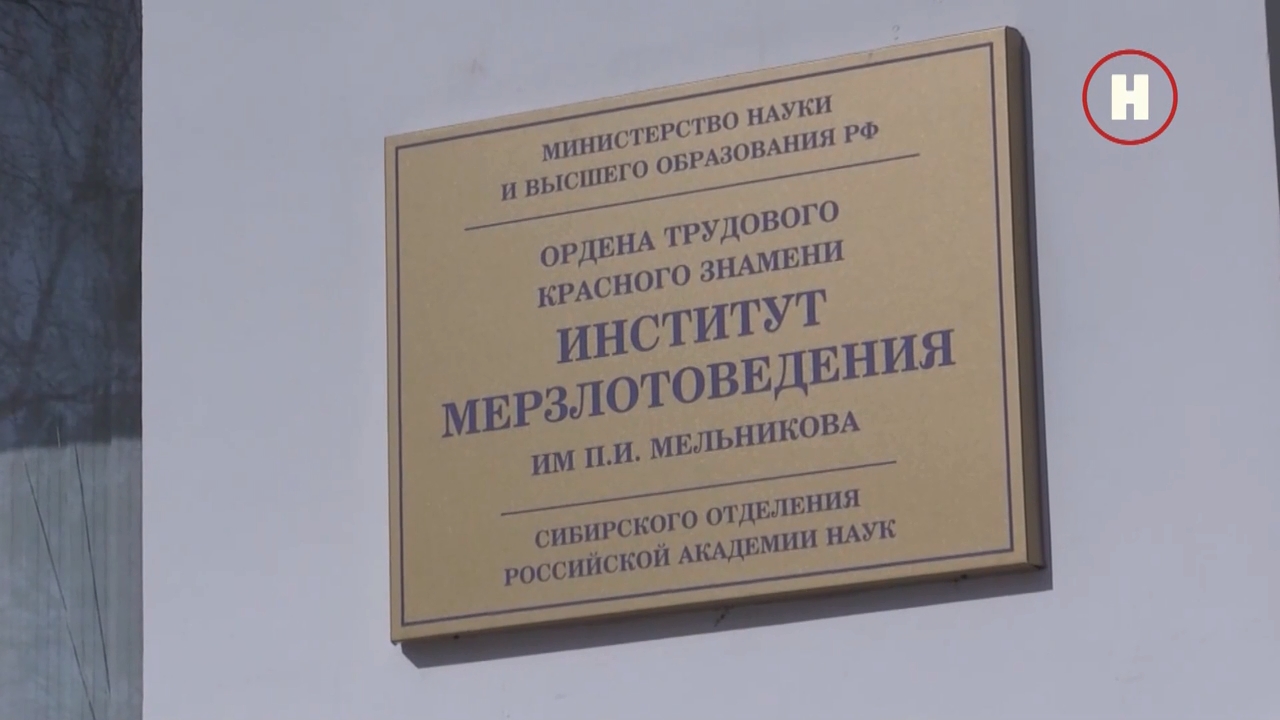 МИНИСТЕРСТВО НАУКИ
И ВЫСШЕГО ОБРАЗОВАНИЯ РФ
ОРДЕНА ТРУДОВОГО
КРАСНОГО ЗНАМЕНИ
ИНСТИТУТ
МЕРЗЛОТОВЕДЕНИЯ
ИМ П.И. МЕЛЬНИКОВА
СИБИРСКОГО ОТДЕЛЕНИЯ
РОССИЙСКОЙ АКАДЕМИИ НАУК
Н